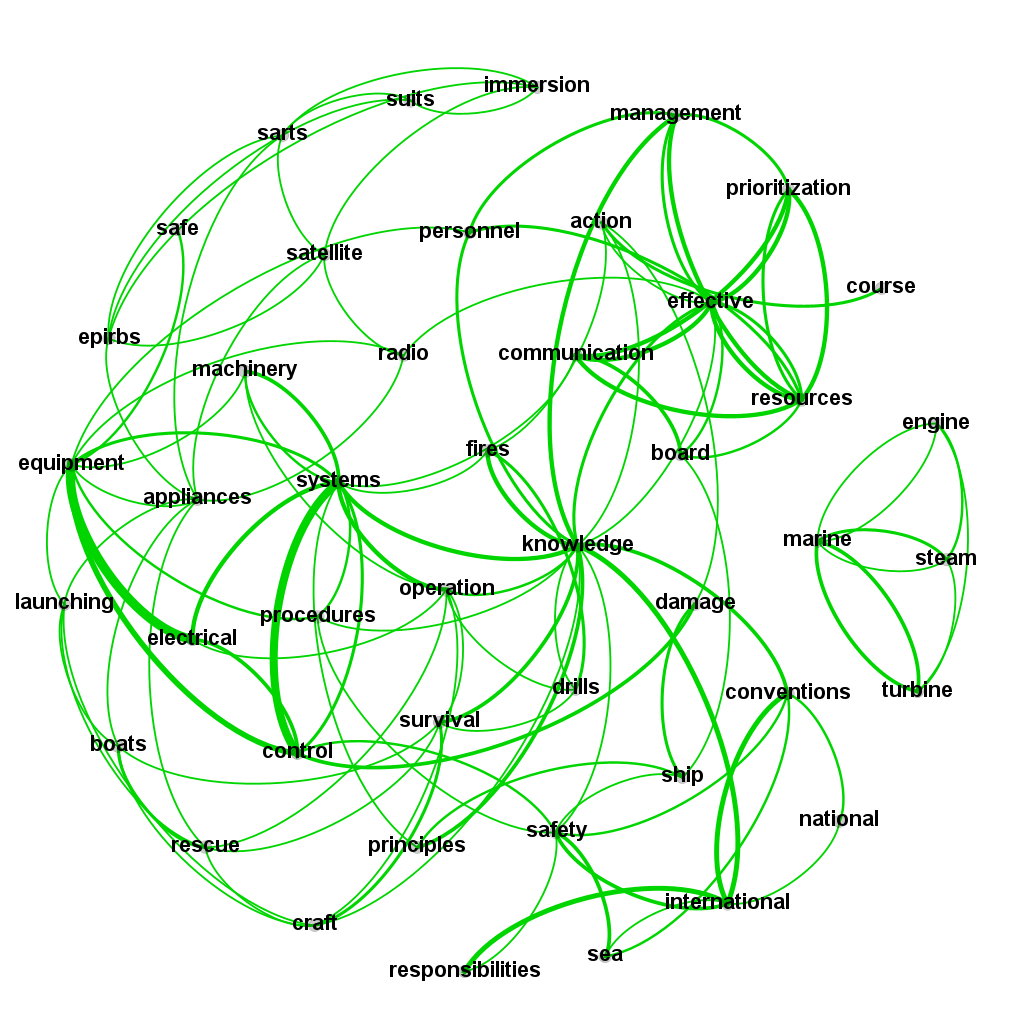 immersion
suits
management
sarts
prioritization
action
safe
personnel
satellite
course
effective
epirbs
radio
communication
machinery
resources
engine
fires
board
equipment
systems
appliances
marine
knowledge
steam
operation
launching
damage
procedures
electrical
drills
conventions
turbine
survival
boats
control
ship
national
safety
rescue
principles
international
craft
sea
responsibilities